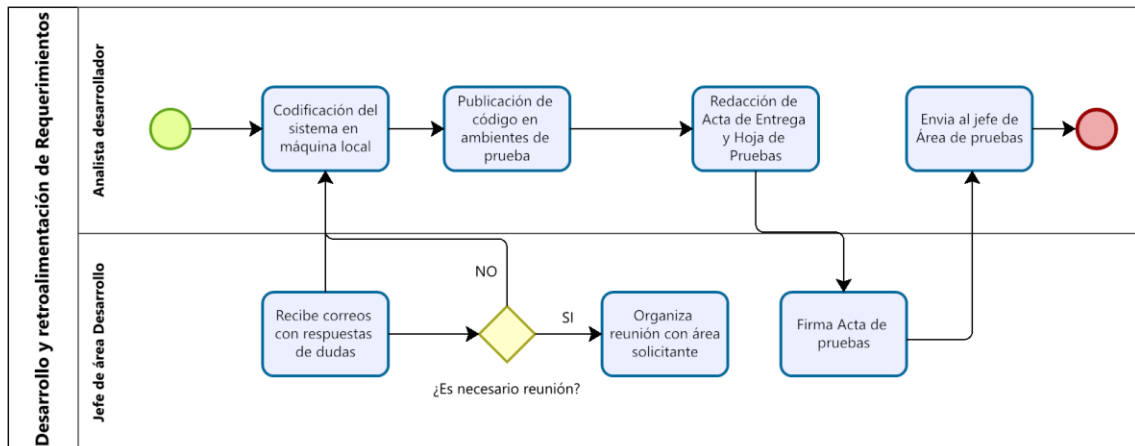 Desarrollo y retroalimentación de Requerimientos
Analista desarrollador
Codificación del
sistema en
máquina local
Publicación de
código en
ambientes de
prueba
Redacción de
Acta de Entrega
y Hoja de
Pruebas
Envia al jefe de
Área de pruebas
Jefe de área Desarrollo
Recibe correos
con respuestas
de dudas
NO
SI
¿Es necesario reunión?
Organiza
reunión con área
solicitante
Firma Acta de
pruebas